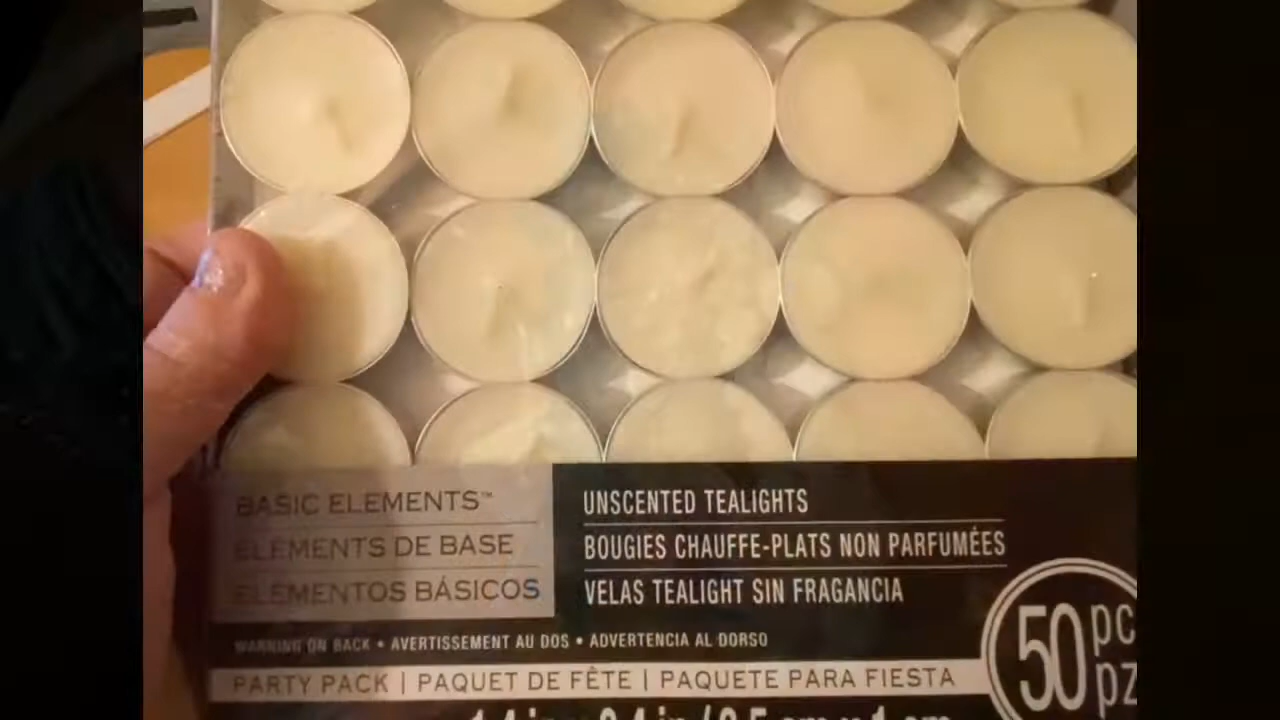 BASIC ELEMENTS™
ÉLÉMENTS DE BASE
ELEMENTOS BÁSICOS
UNSCENTED TEALIGHTS
BOUGIES CHAUFFE-PLATS NON PARFUMÉES
VELAS TEALIGHT SIN FRAGANCIA
WARNING ON BACK • AVERTISSEMENT AU DOS • ADVERTENCIA AL DORSO
PARTY PACK | PAQUET DE FÊTE | PAQUETE PARA FIESTA
50 pc
pz